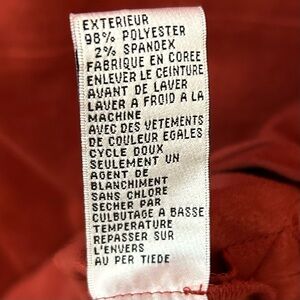 EXTERIEUR
98% POLYESTER
2% SPANDEX
FABRIQUE EN COREE
ENLEVER LE CEINTURE
AVANT DE LAVER
LAVER A FROID A LA
MACHINE
AVEC DES VETEMENTS
DE COULEUR EGALES
CYCLE DOUX
SEULEMENT UN
AGENT DE
BLANCHIMENT
SANS CHLORE
SECHER PAR
CULBUTAGE A BASSE
TEMPERATURE
REPASSER SUR
L'ENVERS
AU PER TIEDE